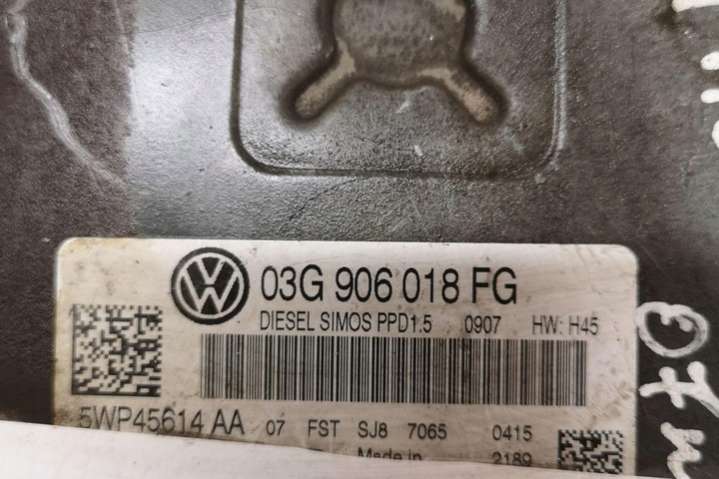 03G 906 018 FG
DIESEL SIMOS PPD1.5 0907 HW: H45
5WP45614 AA 07 FST SJ8 7065 0415
Made in 2189